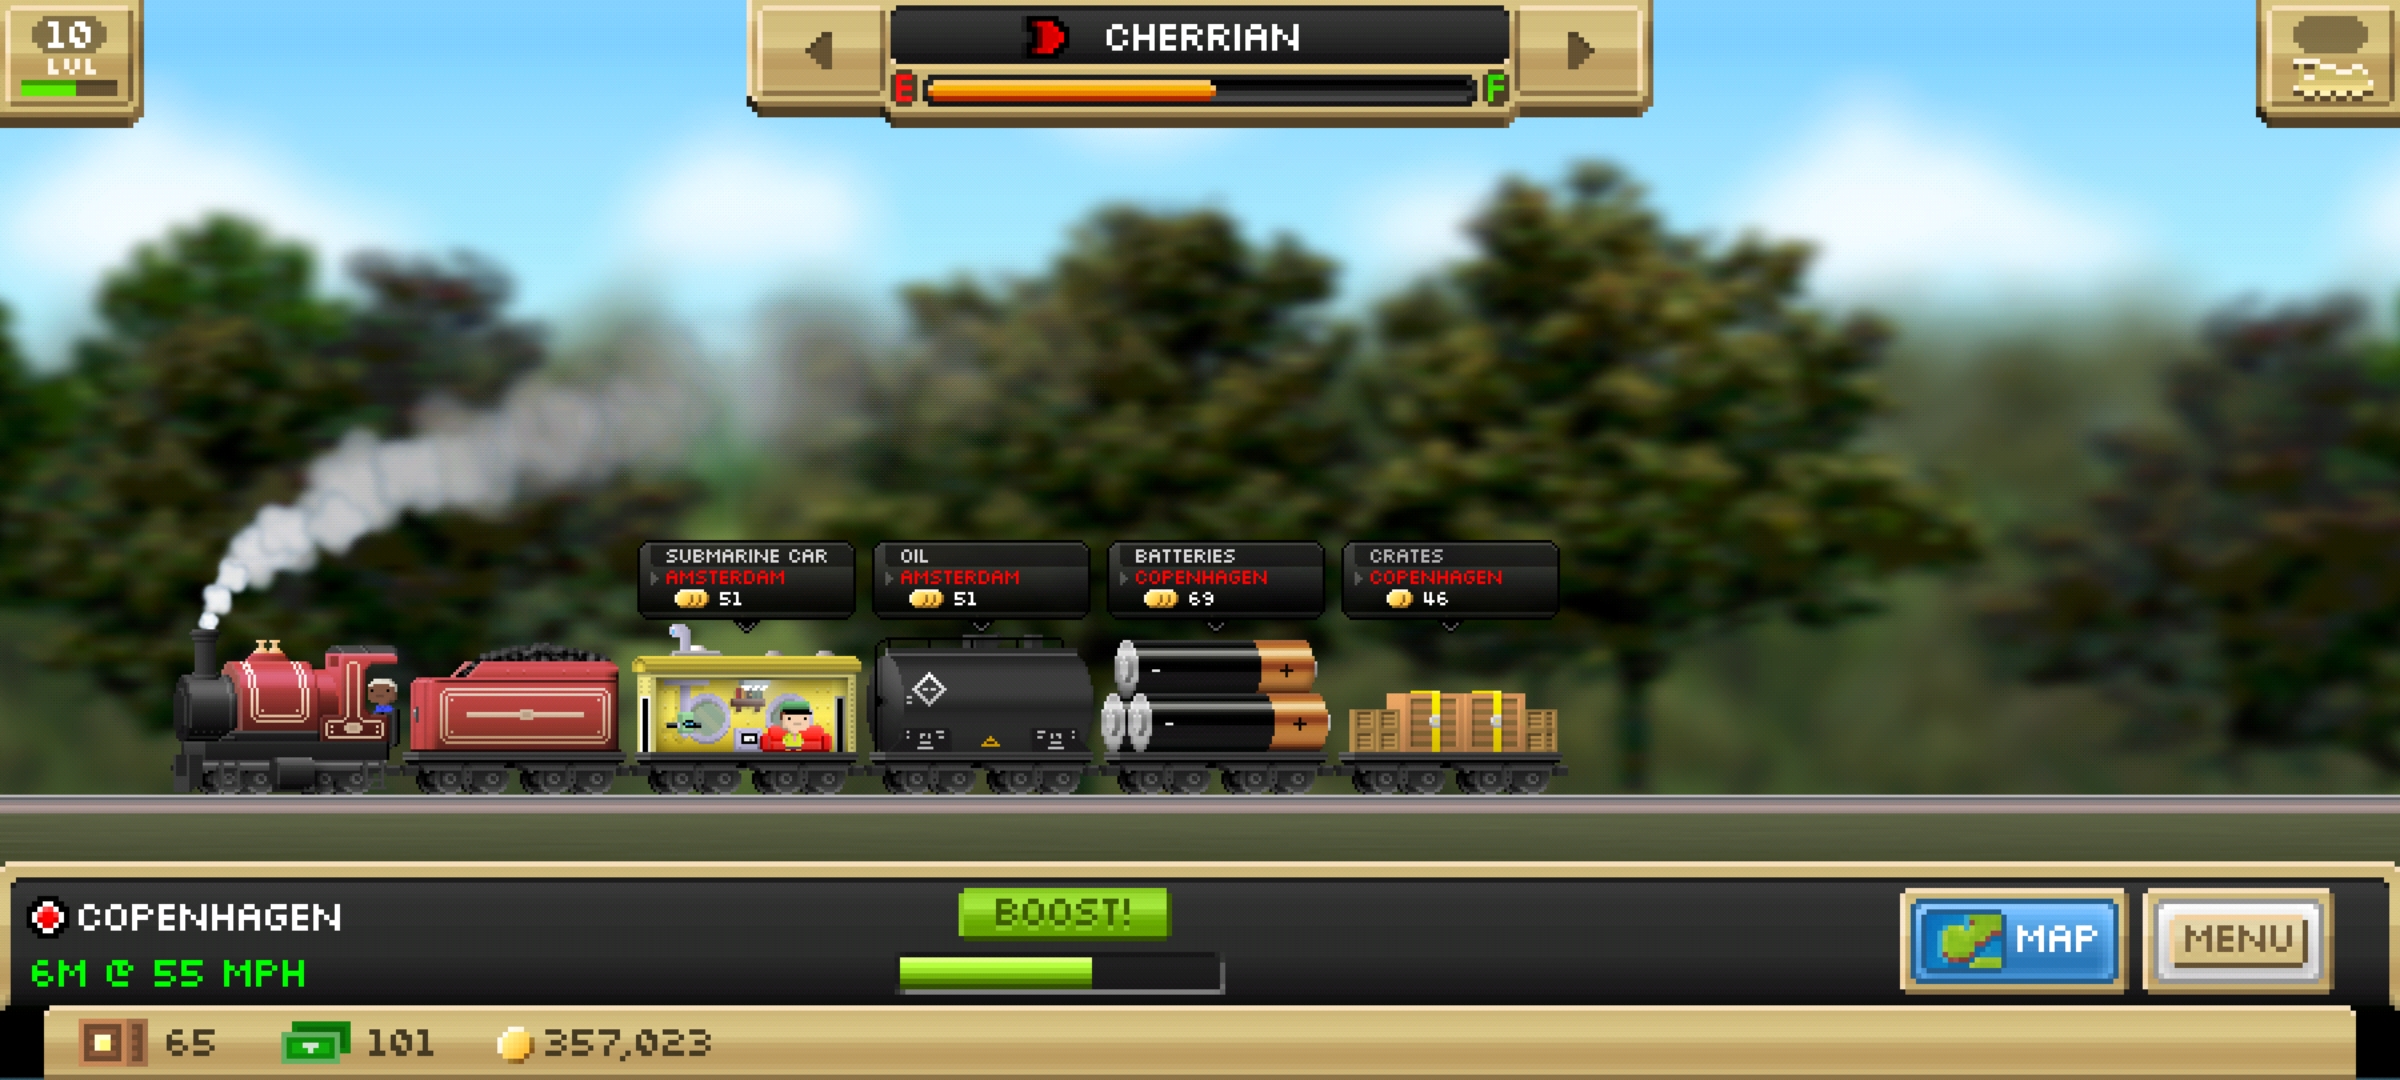 10
LVL
CHERRIAN
E F
SUBMARINE CAR
AMSTERDAM
51
OIL
AMSTERDAM
51
BATTERIES
COPENHAGEN
69
CRATES
COPENHAGEN
46
- +
- +
COPENHAGEN
6M @ 55 MPH
BOOST!
MAP
MENU
65
101
357,023